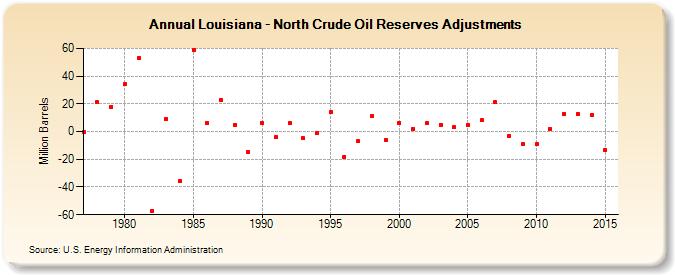 Annual Louisiana - North Crude Oil Reserves Adjustments
Million Barrels
60
40
20
0
-20
-40
-60
1980 1985 1990 1995 2000 2005 2010 2015
Source: U.S. Energy Information Administration